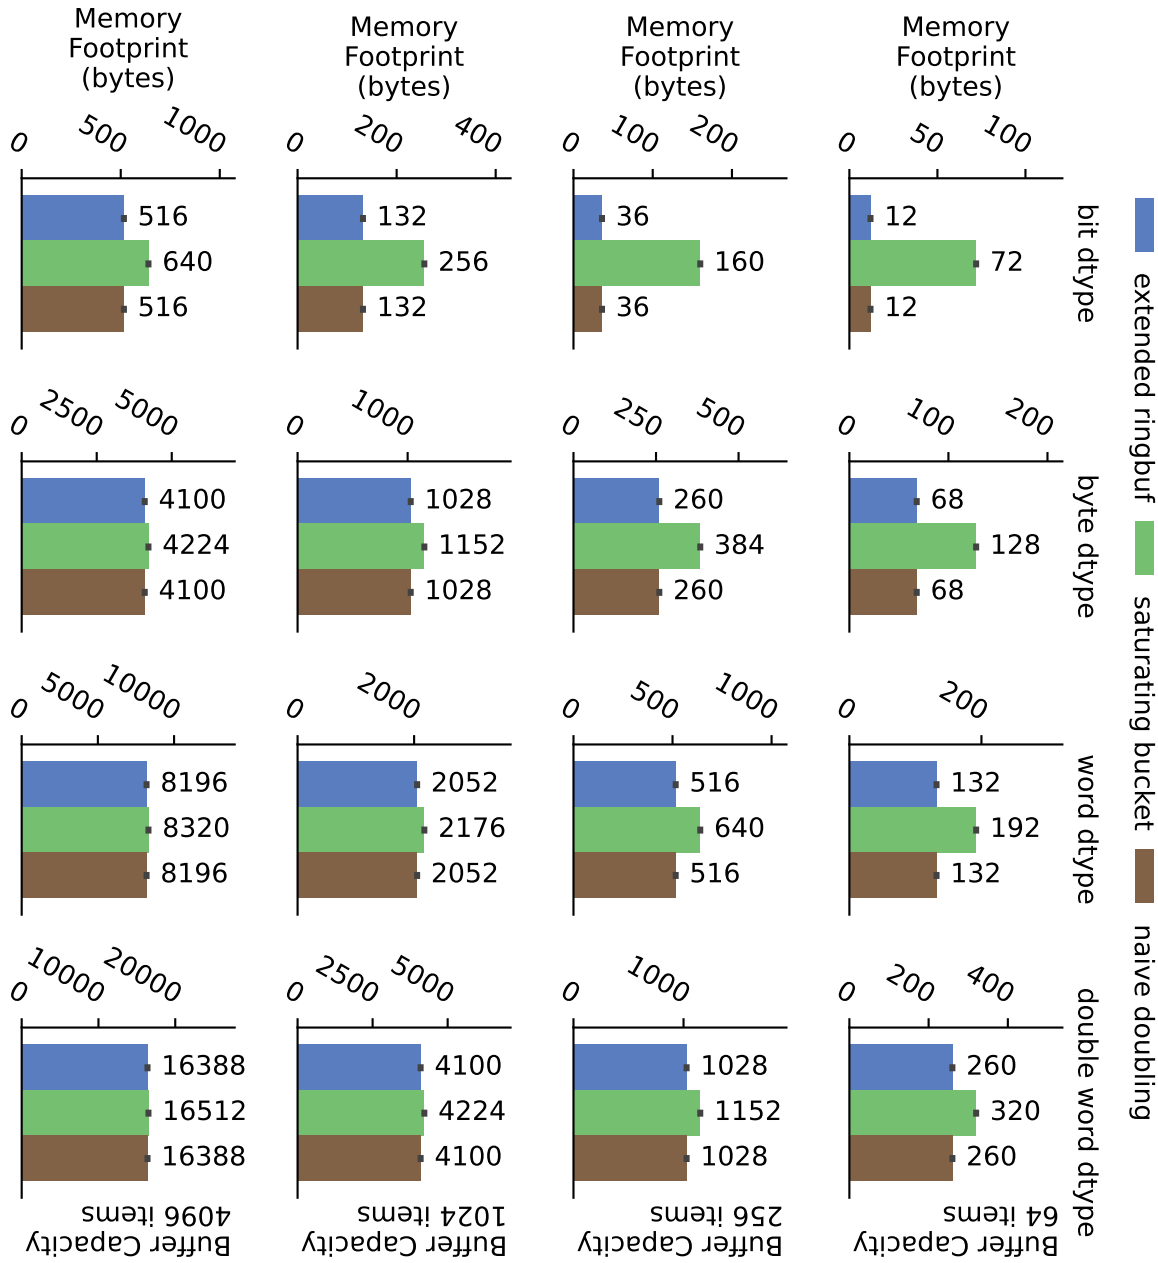 Memory
Footprint
(bytes)
Memory
Footprint
(bytes)
Memory
Footprint
(bytes)
Memory
Footprint
(bytes)
0 500 1000
0 200 400
0 100 200
0 50 100
516
640
516
132
256
132
36
160
36
12
72
12
bit dtype
0 2500 5000
0 1000
0 250 500
0 100 200
4100
4224
4100
1028
1152
1028
260
384
260
68
128
68
byte dtype
0 5000 10000
0 2000
0 500 1000
0 200
8196
8320
8196
2052
2176
2052
516
640
516
132
192
132
word dtype
0 10000 20000
0 2500 5000
0 1000
0 200 400
16388
16512
16388
4100
4224
4100
1028
1152
1028
260
320
260
double word dtype
Buffer Capacity
4096 items
Buffer Capacity
1024 items
Buffer Capacity
256 items
Buffer Capacity
64 items
extended ringbuf
saturating bucket
naive doubling